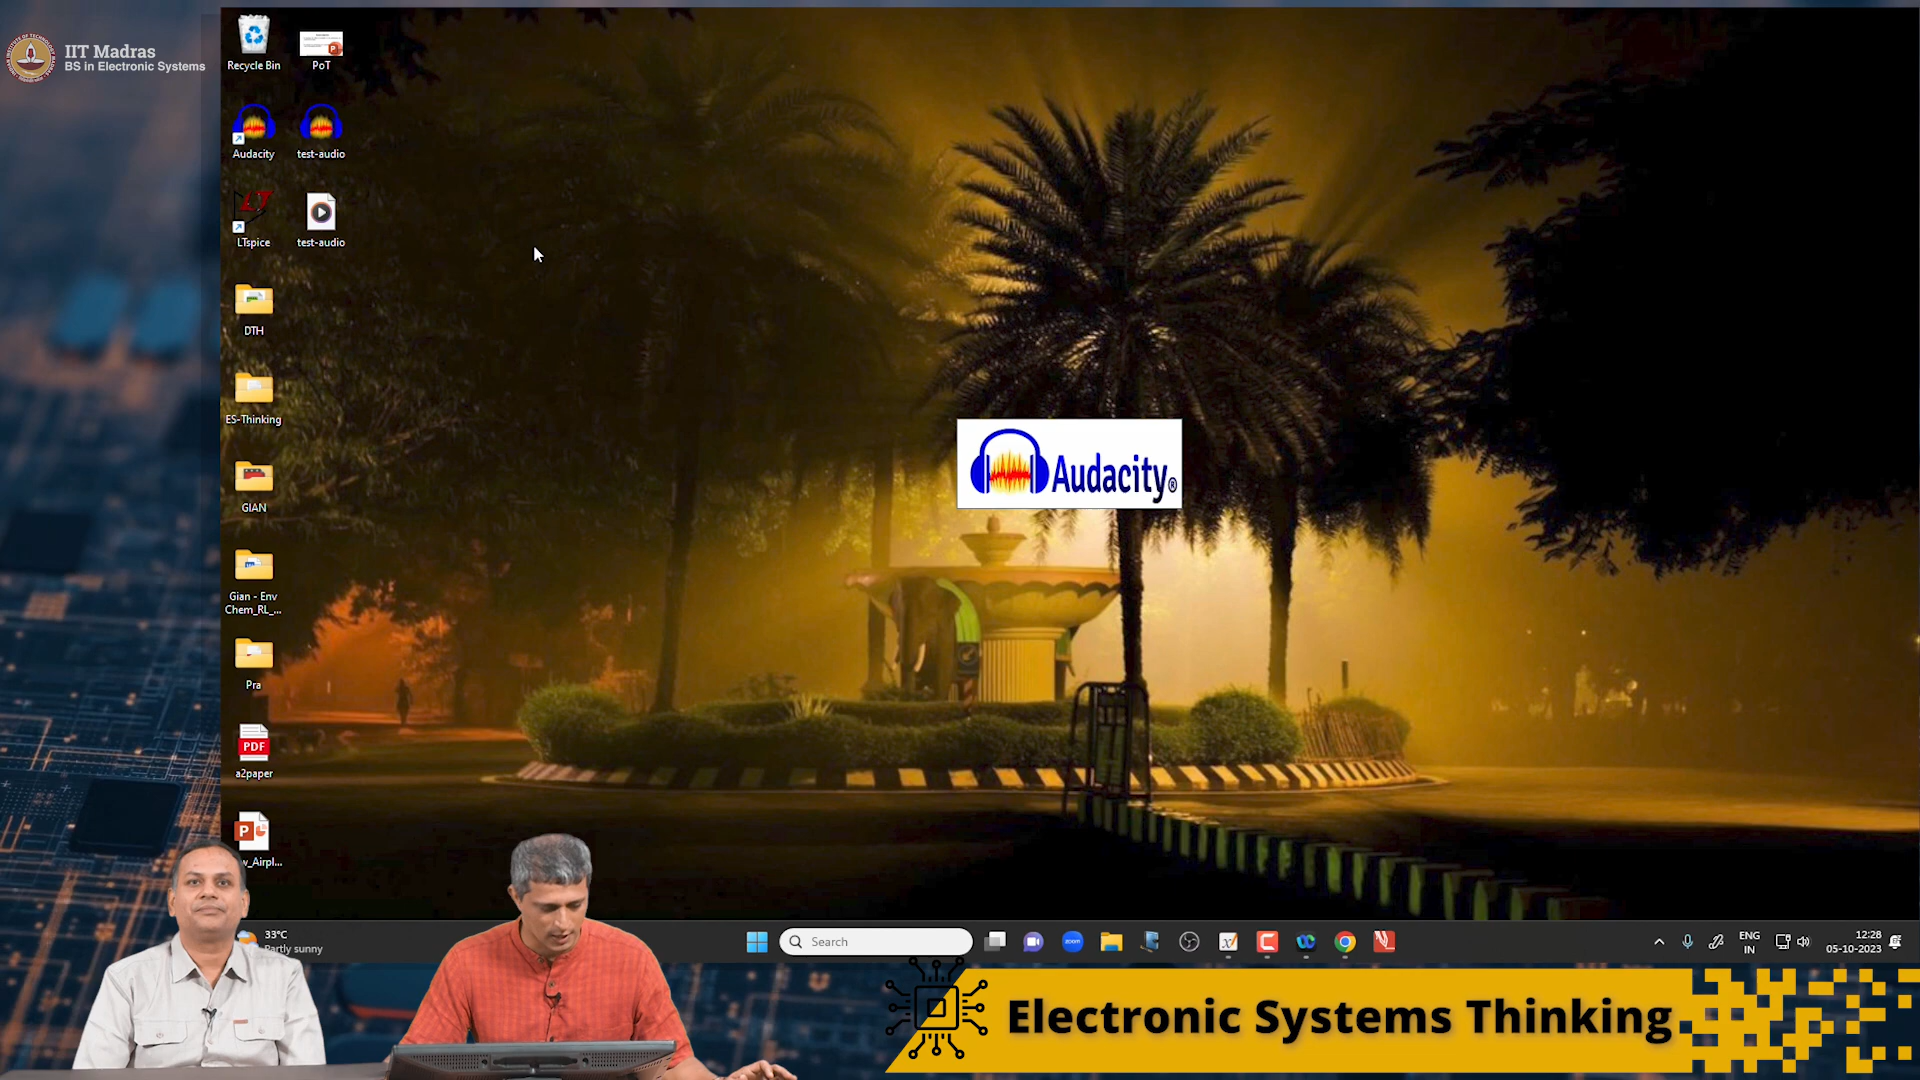 IIT Madras
BS in Electronic Systems
Recycle Bin
PoT
Audacity
test-audio
LTspice
test-audio
DTH
ES-Thinking
GIAN
Gian - Env
Chem_RL_...
Pra
PDF
a2paper
w_Airpl...
Audacity®
33°C
Partly sunny
Search
zoom
ENG
IN
12:28
05-10-2023
Electronic Systems Thinking